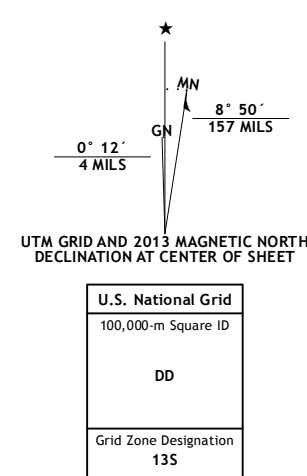 ★
MN
GN
8° 50´
157 MILS
0° 12´
4 MILS
UTM GRID AND 2013 MAGNETIC NORTH
DECLINATION AT CENTER OF SHEET
U.S. National Grid
100,000-m Square ID
DD
Grid Zone Designation
13S